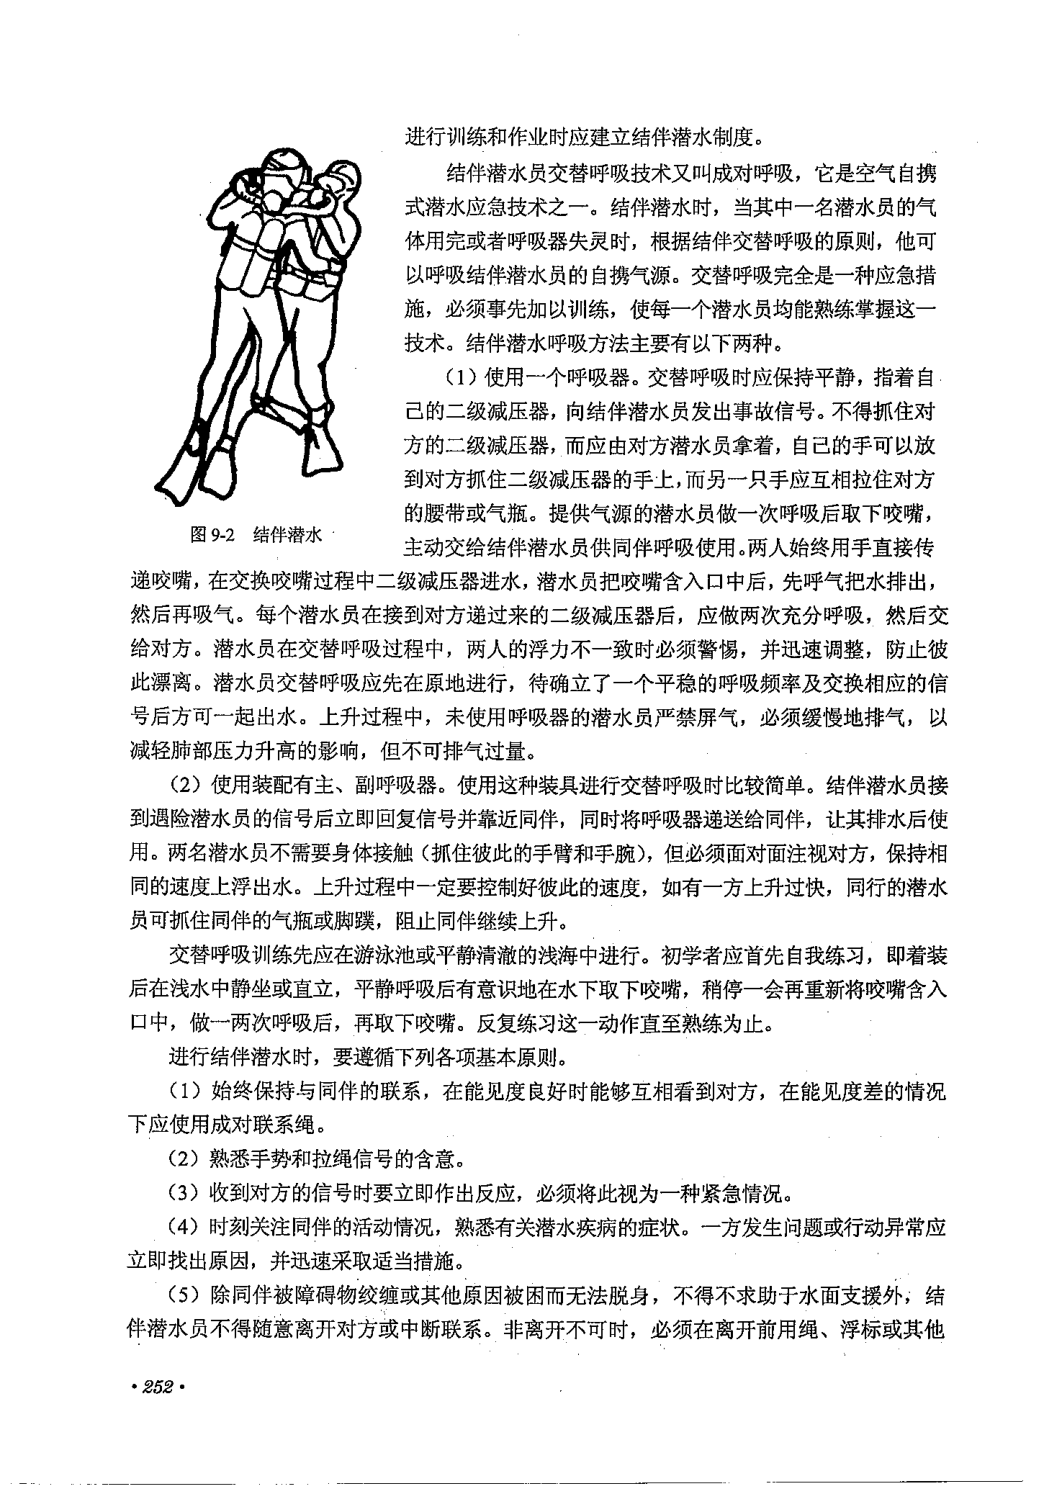 进行训练和作业时应建立结伴潜水制度。
结伴潜水员交替呼吸技术又叫成对呼吸，它是空气自携
式潜水应急技术之一。结伴潜水时，当其中一名潜水员的气
体用完或者呼吸器失灵时，根据结伴交替呼吸的原则，他可
以呼吸结伴潜水员的自携气源。交替呼吸完全是一种应急措
施，必须事先加以训练，使每一个潜水员均能熟练掌握这一
技术。结伴潜水呼吸方法主要有以下两种。
（1）使用一个呼吸器。交替呼吸时应保持平静，指着自
己的二级减压器，向结伴潜水员发出事故信号。不得抓住对
方的二级减压器，而应由对方潜水员拿着，自己的手可以放
到对方抓住二级减压器的手上，而另一只手应互相拉住对方
的腰带或气瓶。提供气源的潜水员做一次呼吸后取下咬嘴，
主动交给结伴潜水员供同伴呼吸使用。两人始终用手直接传
图 9-2 结伴潜水
递咬嘴，在交换咬嘴过程中二级减压器进水，潜水员把咬嘴含入口中后，先呼气把水排出，
然后再吸气。每个潜水员在接到对方递过来的二级减压器后，应做两次充分呼吸，然后交
给对方。潜水员在交替呼吸过程中，两人的浮力不一致时必须警惕，并迅速调整，防止彼
此漂离。潜水员交替呼吸应先在原地进行，待确立了一个平稳的呼吸频率及交换相应的信
号后方可一起出水。上升过程中，未使用呼吸器的潜水员严禁屏气，必须缓慢地排气，以
减轻肺部压力升高的影响，但不可排气过量。
（2）使用装配有主、副呼吸器。使用这种装具进行交替呼吸时比较简单。结伴潜水员接
到遇险潜水员的信号后立即回复信号并靠近同伴，同时将呼吸器递送给同伴，让其排水后使
用。两名潜水员不需要身体接触（抓住彼此的手臂和手腕），但必须面对面注视对方，保持相
同的速度上浮出水。上升过程中一定要控制好彼此的速度，如有一方上升过快，同行的潜水
员可抓住同伴的气瓶或脚蹼，阻止同伴继续上升。
交替呼吸训练先应在游泳池或平静清澈的浅海中进行。初学者应首先自我练习，即着装
后在浅水中静坐或直立，平静呼吸后有意识地在水下取下咬嘴，稍停一会再重新将咬嘴含入
口中，做一两次呼吸后，再取下咬嘴。反复练习这一动作直至熟练为止。
进行结伴潜水时，要遵循下列各项基本原则。
（1）始终保持与同伴的联系，在能见度良好时能够互相看到对方，在能见度差的情况
下应使用成对联系绳。
（2）熟悉手势和拉绳信号的含意。
（3）收到对方的信号时要立即作出反应，必须将此视为一种紧急情况。
（4）时刻关注同伴的活动情况，熟悉有关潜水疾病的症状。一方发生问题或行动异常应
立即找出原因，并迅速采取适当措施。
（5）除同伴被障碍物绞缠或其他原因被困而无法脱身，不得不求助于水面支援外，结
伴潜水员不得随意离开对方或中断联系。非离开不可时，必须在离开前用绳、浮标或其他
·252·